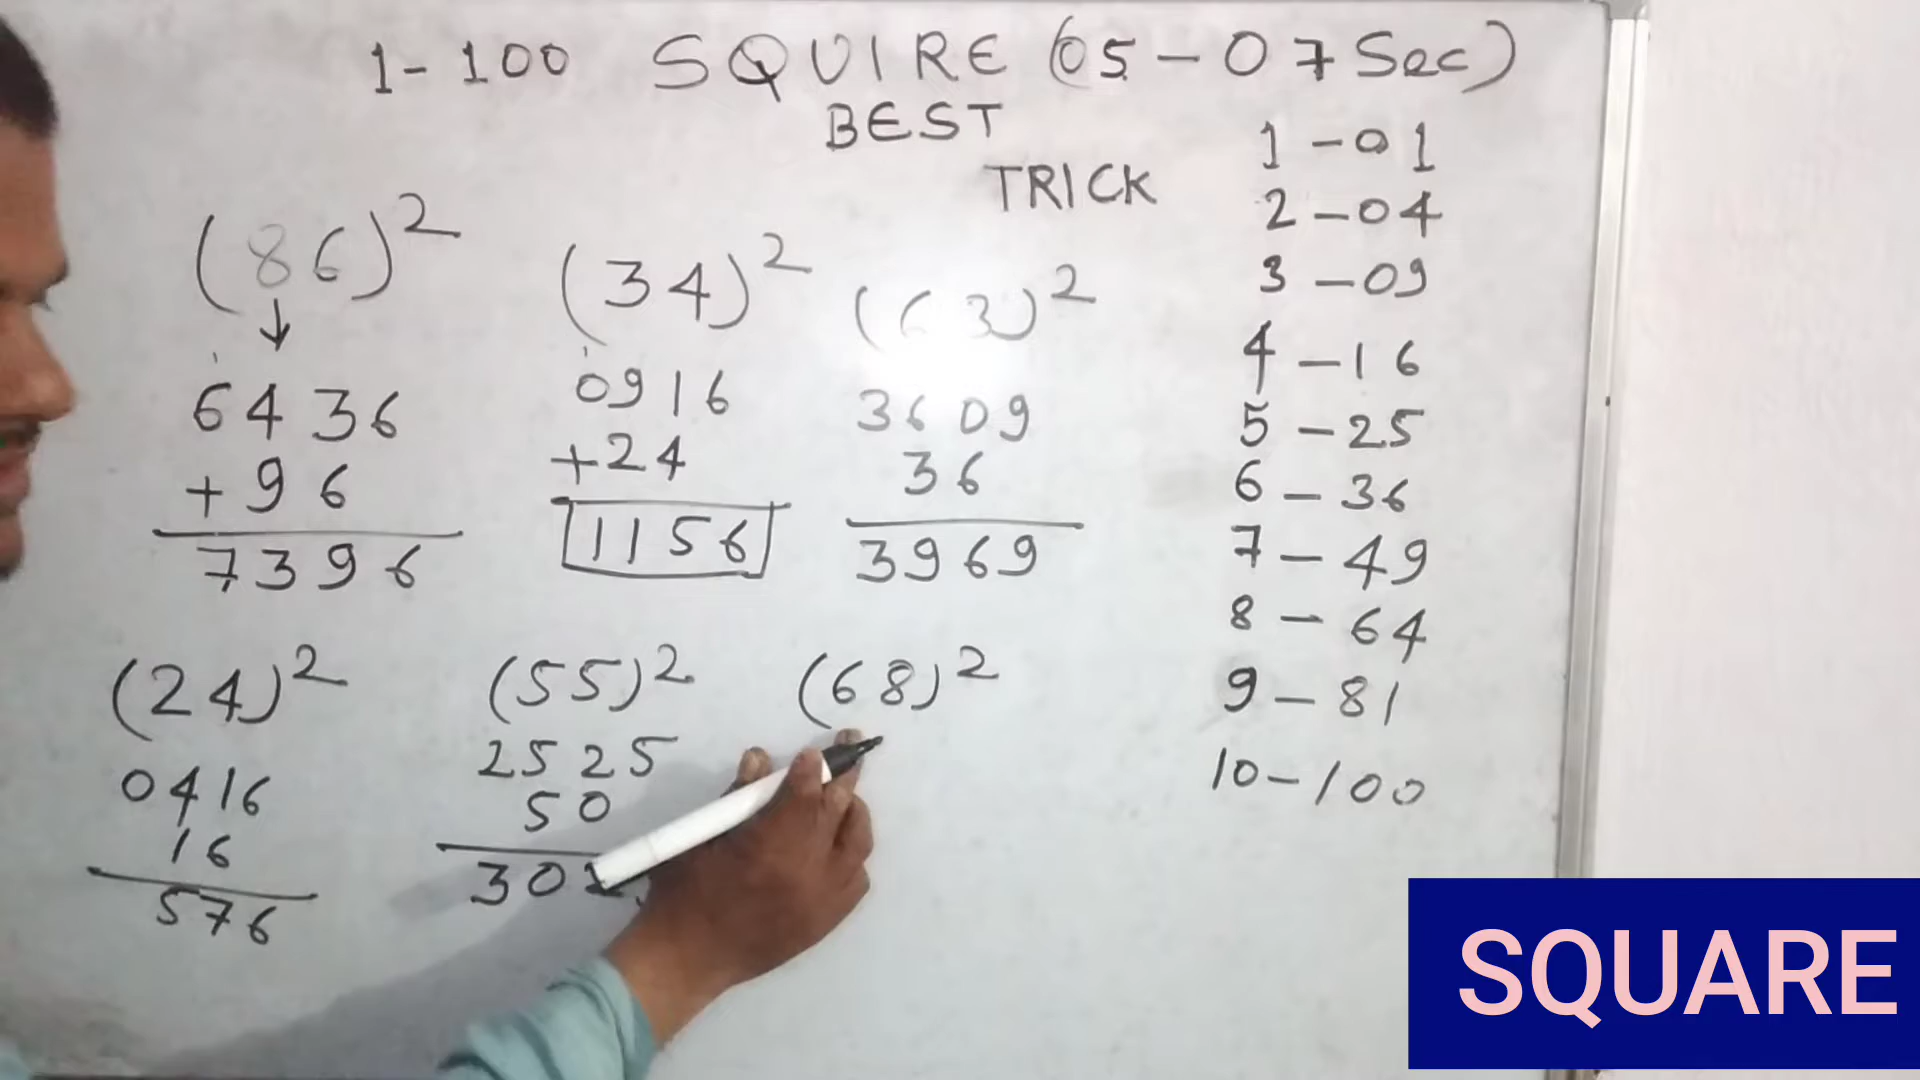 1- 100 SQUIRE (05 - 07 Sec)
BEST
TRICK
(86)²
↓
6436
+96
7396
(34)²
0916
+24
1156
(63)²
3609
36
3969
1 - 01
2 - 04
3 - 09
4 - 16
5 - 25
6 - 36
7 - 49
8 - 64
9 - 81
10 - 100
(24)²
0416
16
576
(55)²
2525
50
30
(68)²
SQUARE